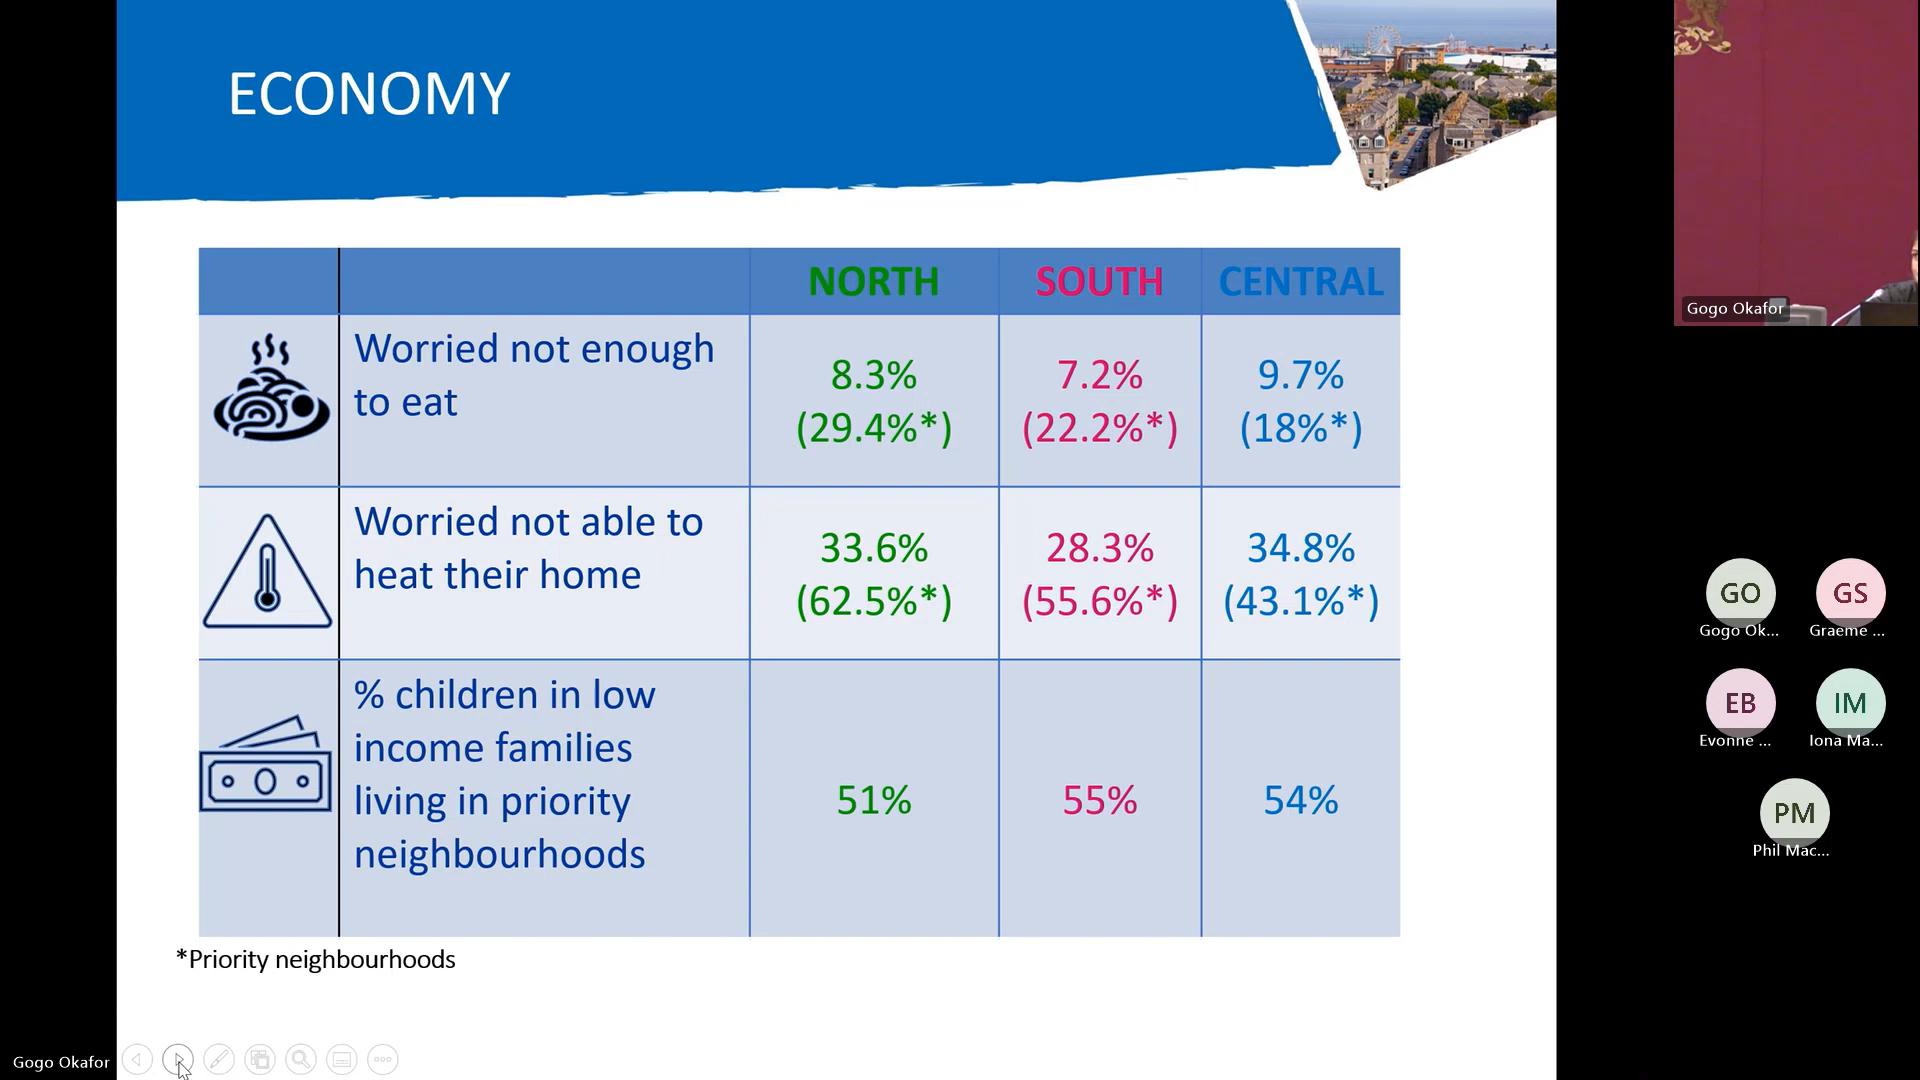 ECONOMY
NORTH SOUTH CENTRAL
Worried not enough
to eat
8.3%
(29.4%*)
7.2%
(22.2%*)
9.7%
(18%*)
Worried not able to
heat their home
33.6%
(62.5%*)
28.3%
(55.6%*)
34.8%
(43.1%*)
% children in low
income families
living in priority
neighbourhoods
51%
55%
54%
*Priority neighbourhoods
Gogo Okafor
Gogo Okafor
GO
Gogo Ok...
GS
Graeme ...
EB
Evonne ...
IM
Iona Ma...
PM
Phil Mac...